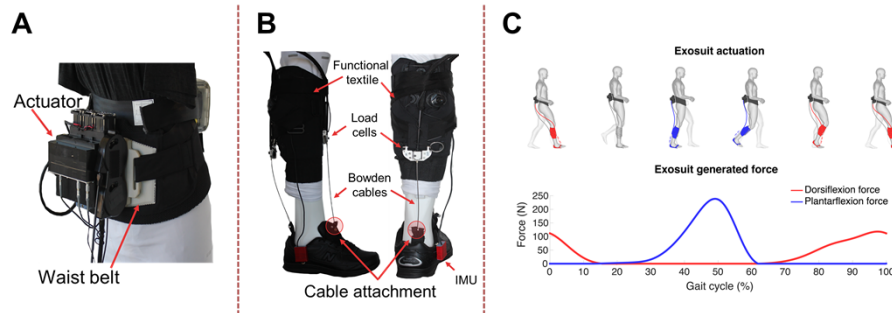 A
Actuator
Waist belt
B
Functional
textile
Load
cells
Bowden
cables
Cable attachment
IMU
C
Exosuit actuation
Exosuit generated force
Dorsiflexion force
Plantarflexion force
Force (N)
250
200
150
100
50
0
0 10 20 30 40 50 60 70 80 90 100
Gait cycle (%)